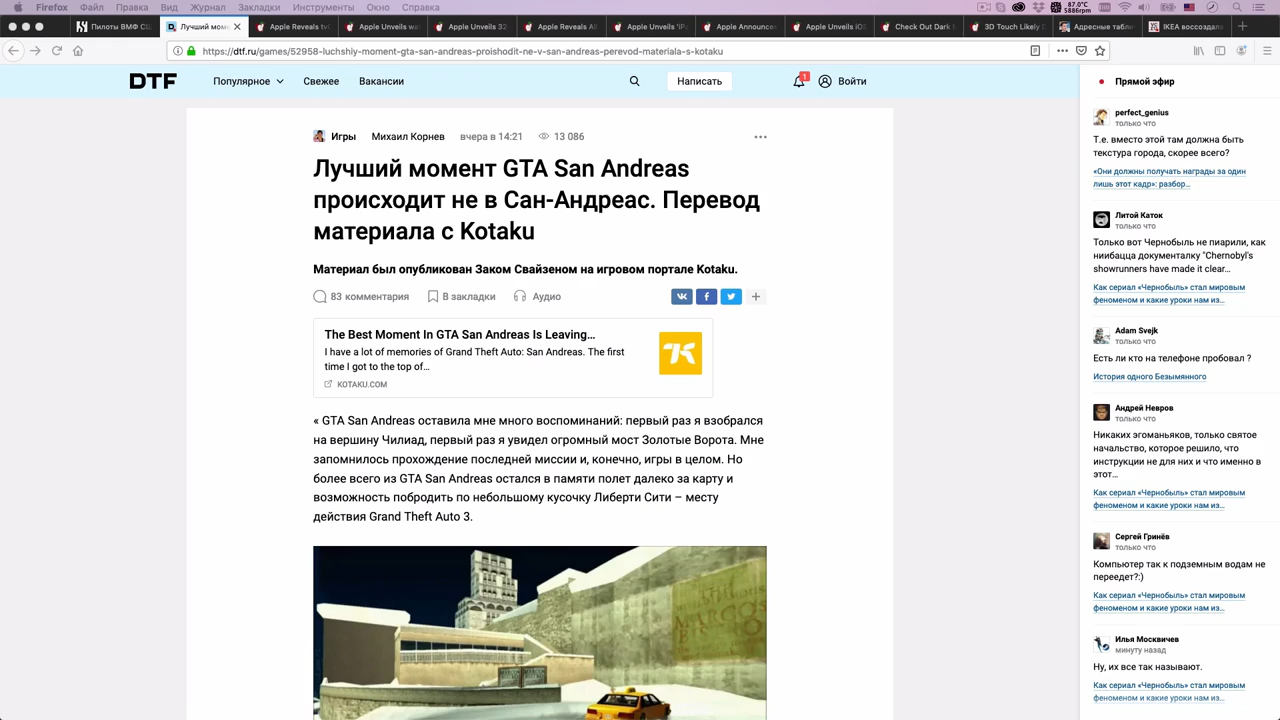 Firefox Файл Правка Вид Журнал Закладки Инструменты Окно Справка
87.0°C
5886rpm
Пилоты ВМФ СШ
Лучший момент
Apple Reveals tvO
Apple Unveils wat
Apple Unveils 32
Apple Reveals All
Apple Unveils 'iPa
Apple Announce
Apple Unveils iOS
Check Out Dark M
3D Touch Likely D
Адресные таблич
IKEA воссоздала
https://dtf.ru/games/52958-luchshiy-moment-gta-san-andreas-proishodit-ne-v-san-andreas-perevod-materiala-s-kotaku
DTF
Популярное
Свежее
Вакансии
Написать
1
Войти
Игры Михаил Корнев вчера в 14:21 13 086
Лучший момент GTA San Andreas
происходит не в Сан-Андреас. Перевод
материала с Kotaku
Материал был опубликован Заком Свайзеном на игровом портале Kotaku.
83 комментария В закладки Аудио
The Best Moment In GTA San Andreas Is Leaving...
I have a lot of memories of Grand Theft Auto: San Andreas. The first
time I got to the top of...
KOTAKU.COM
« GTA San Andreas оставила мне много воспоминаний: первый раз я взобрался
на вершину Чилиад, первый раз я увидел огромный мост Золотые Ворота. Мне
запомнилось прохождение последней миссии и, конечно, игры в целом. Но
более всего из GTA San Andreas остался в памяти полет далеко за карту и
возможность побродить по небольшому кусочку Либерти Сити – месту
действия Grand Theft Auto 3.
Прямой эфир
perfect_genius
только что
Т.е. вместо этой там должна быть
текстура города, скорее всего?
«Они должны получать награды за один
лишь этот кадр»: разбор...
Литой Каток
только что
Только вот Чернобыль не пиарили, как
ниибацца документалку "Chernobyl's
showrunners have made it clear...
Как сериал «Чернобыль» стал мировым
феноменом и какие уроки нам из...
Adam Svejk
только что
Есть ли кто на телефоне пробовал ?
История одного Безымянного
Андрей Невров
только что
Никаких эгоманьяков, только святое
начальство, которое решило, что
инструкции не для них и что именно в
этот...
Как сериал «Чернобыль» стал мировым
феноменом и какие уроки нам из...
Сергей Гринёв
только что
Компьютер так к подземным водам не
переедет?:)
Как сериал «Чернобыль» стал мировым
феноменом и какие уроки нам из...
Илья Москвичев
минуту назад
Ну, их все так называют.
Как сериал «Чернобыль» стал мировым
феноменом и какие уроки нам из...